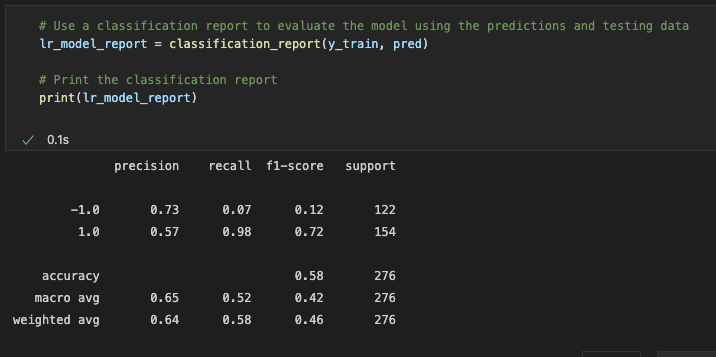 # Use a classification report to evaluate the model using the predictions and testing data
lr_model_report = classification_report(y_train, pred)
# Print the classification report
print(lr_model_report)
0.1s
precision recall f1-score support
-1.0 0.73 0.07 0.12 122
1.0 0.57 0.98 0.72 154
accuracy 0.58 276
macro avg 0.65 0.52 0.42 276
weighted avg 0.64 0.58 0.46 276